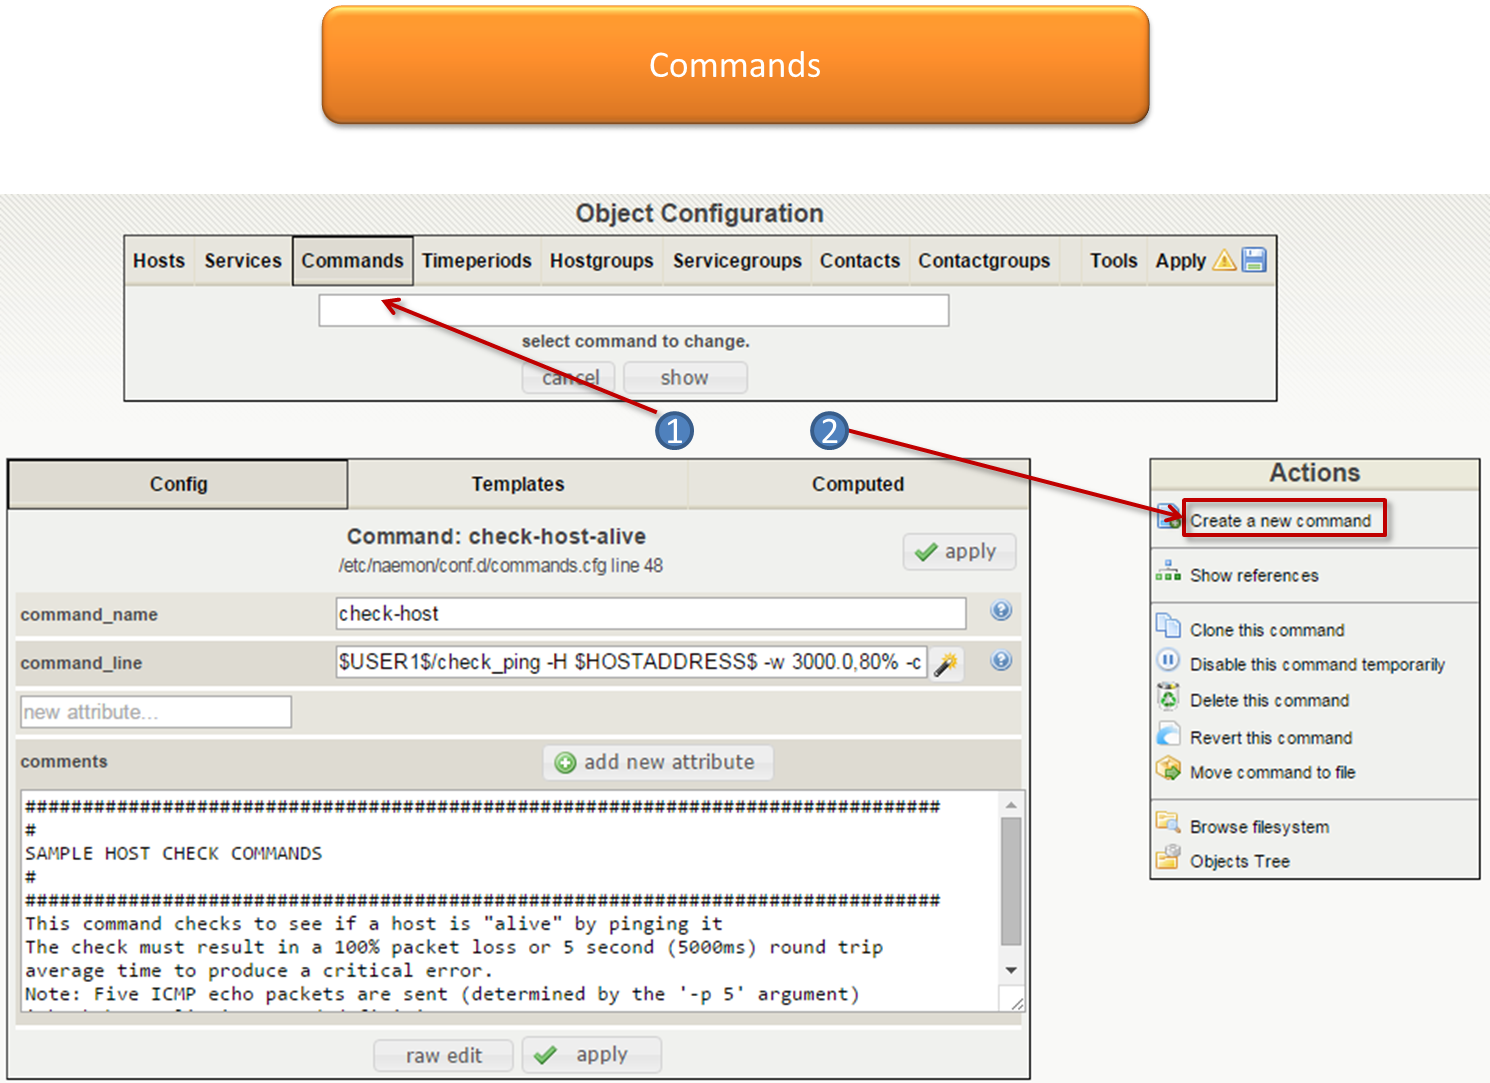 Commands
Object Configuration
Hosts Services Commands Timeperiods Hostgroups Servicegroups Contacts Contactgroups Tools Apply
select command to change.
cancel show
1 2
Config Templates Computed
Command: check-host-alive
/etc/naemon/conf.d/commands.cfg line 48
apply
command_name check-host
command_line $USER1$/check_ping -H $HOSTADDRESS$ -w 3000.0,80% -c
new attribute...
comments add new attribute
################################################################################
#
SAMPLE HOST CHECK COMMANDS
#
################################################################################
This command checks to see if a host is "alive" by pinging it
The check must result in a 100% packet loss or 5 second (5000ms) round trip
average time to produce a critical error.
Note: Five ICMP echo packets are sent (determined by the '-p 5' argument)
raw edit apply
Actions
Create a new command
Show references
Clone this command
Disable this command temporarily
Delete this command
Revert this command
Move command to file
Browse filesystem
Objects Tree